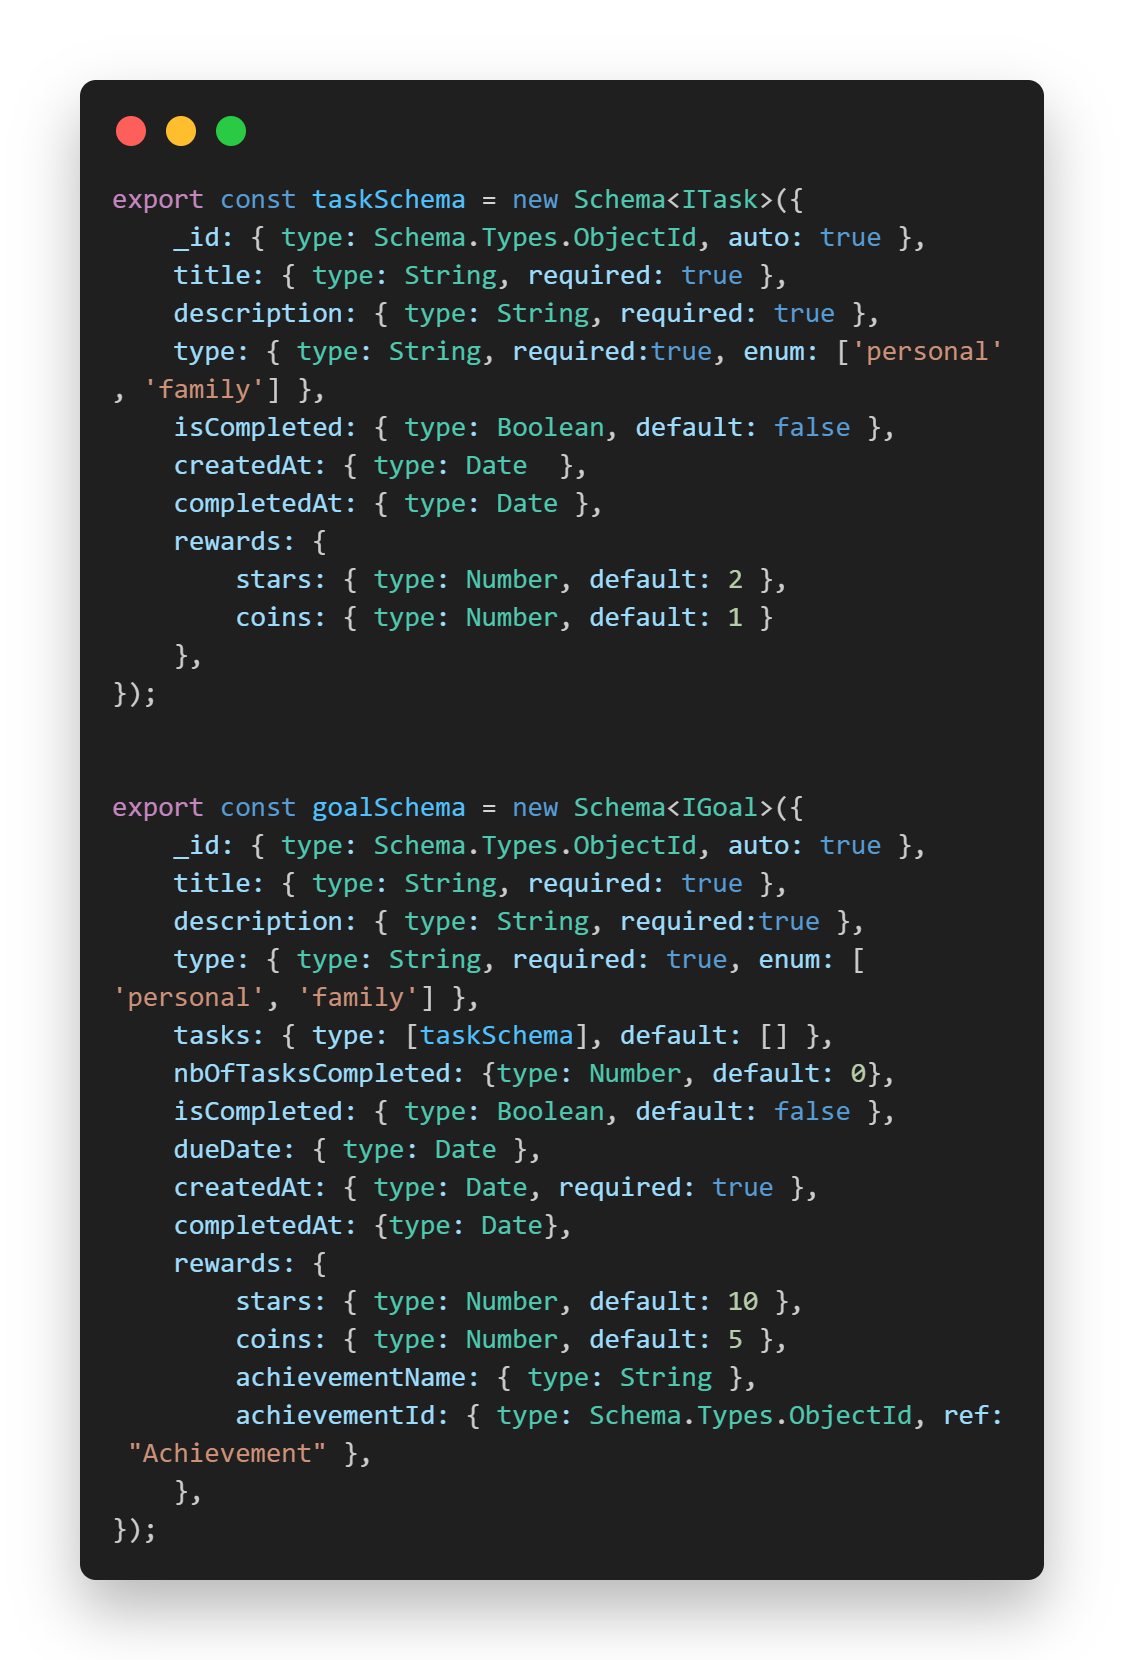 export const taskSchema = new Schema<ITask>({
    _id: { type: Schema.Types.ObjectId, auto: true },
    title: { type: String, required: true },
    description: { type: String, required: true },
    type: { type: String, required:true, enum: ['personal'
, 'family'] },
    isCompleted: { type: Boolean, default: false },
    createdAt: { type: Date  },
    completedAt: { type: Date },
    rewards: {
        stars: { type: Number, default: 2 },
        coins: { type: Number, default: 1 }
    },
});


export const goalSchema = new Schema<IGoal>({
    _id: { type: Schema.Types.ObjectId, auto: true },
    title: { type: String, required: true },
    description: { type: String, required:true },
    type: { type: String, required: true, enum: [
'personal', 'family'] },
    tasks: { type: [taskSchema], default: [] },
    nbOfTasksCompleted: {type: Number, default: 0},
    isCompleted: { type: Boolean, default: false },
    dueDate: { type: Date },
    createdAt: { type: Date, required: true },
    completedAt: {type: Date},
    rewards: {
        stars: { type: Number, default: 10 },
        coins: { type: Number, default: 5 },
        achievementName: { type: String },
        achievementId: { type: Schema.Types.ObjectId, ref:
 "Achievement" },
    },
});